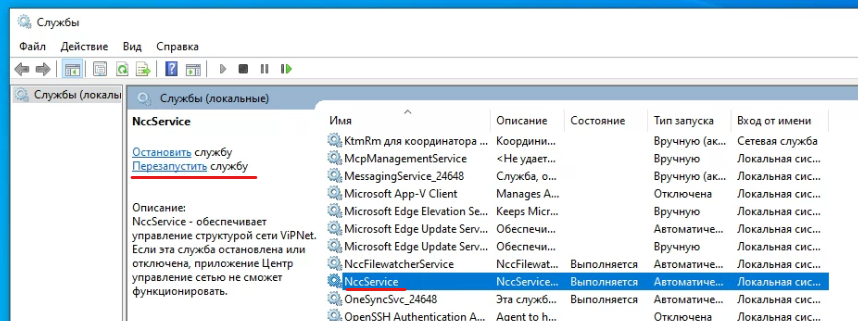 Службы
Файл Действие Вид Справка
Службы (локалы
Службы (локальные)
NccService
Остановить службу
Перезапустить службу
Описание:
NccService - обеспечивает
управление структурой сети ViPNet.
Если эта служба остановлена или
отключена, приложение Центр
управление сетью не сможет
функционировать.
Имя Описание Состояние Тип запуска Вход от имени
KtmRm для координатора ... Координи... Вручную (ак... Сетевая служба
McpManagementService <Не удает... Вручную Локальная сис...
MessagingService_24648 Служба, о... Вручную (ак... Локальная сис...
Microsoft App-V Client Manages A... Отключена Локальная сис...
Microsoft Edge Elevation Se... Keeps Micr... Вручную Локальная сис...
Microsoft Edge Update Serv... Обеспечи... Автоматиче... Локальная сис...
Microsoft Edge Update Serv... Обеспечи... Вручную (ак... Локальная сис...
NccFilewatcherService NccFilewat... Выполняется Автоматиче... Локальная сис...
NccService NccService... Выполняется Автоматиче... Локальная сис...
OneSyncSvc_24648 Эта служб... Выполняется Автоматиче... Локальная сис...
OpenSSH Authentication A... Agent to h... Отключена Локальная сис...